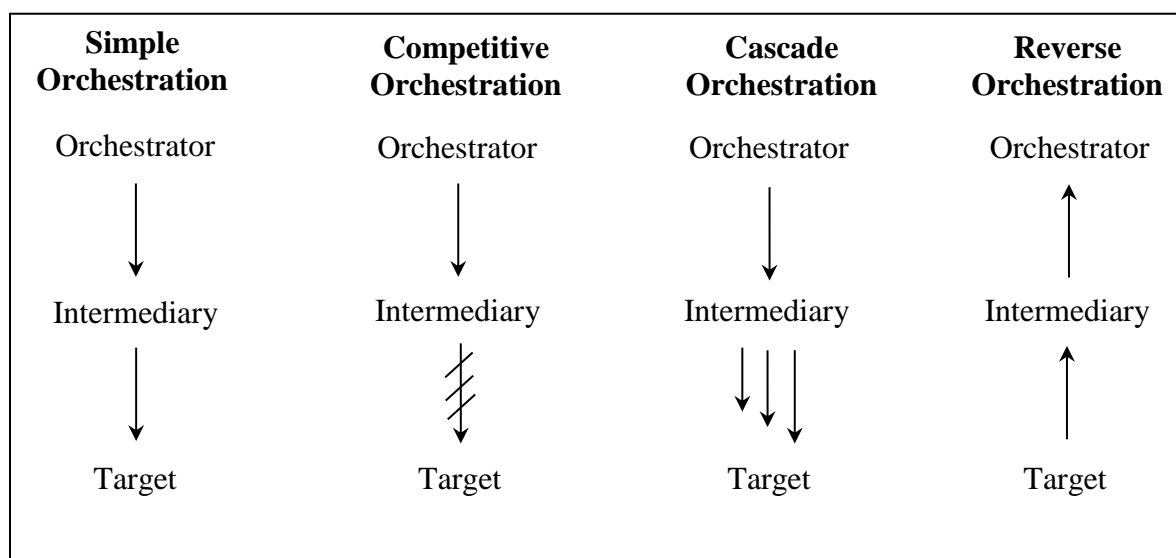 Simple
Orchestration
Orchestrator
Intermediary
Target
Competitive
Orchestration
Orchestrator
Intermediary
Target
Cascade
Orchestration
Orchestrator
Intermediary
Target
Reverse
Orchestration
Orchestrator
Intermediary
Target